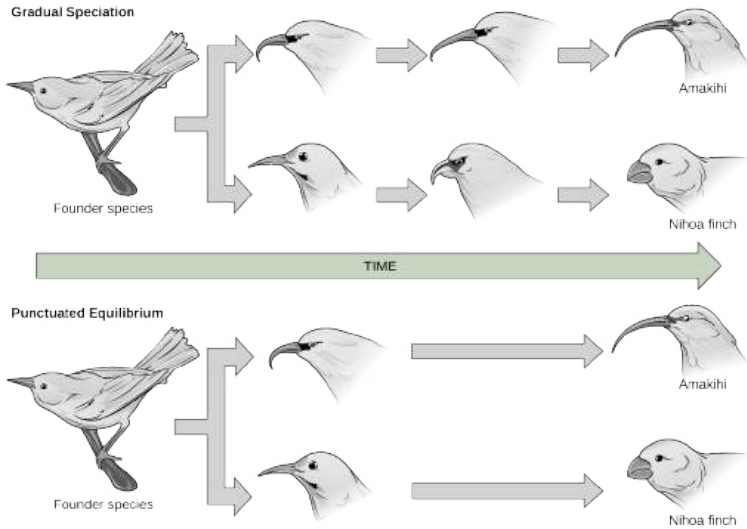 Gradual Speciation
Amakihi
Founder species
Nihoa finch
TIME
Punctuated Equilibrium
Amakihi
Founder species
Nihoa finch